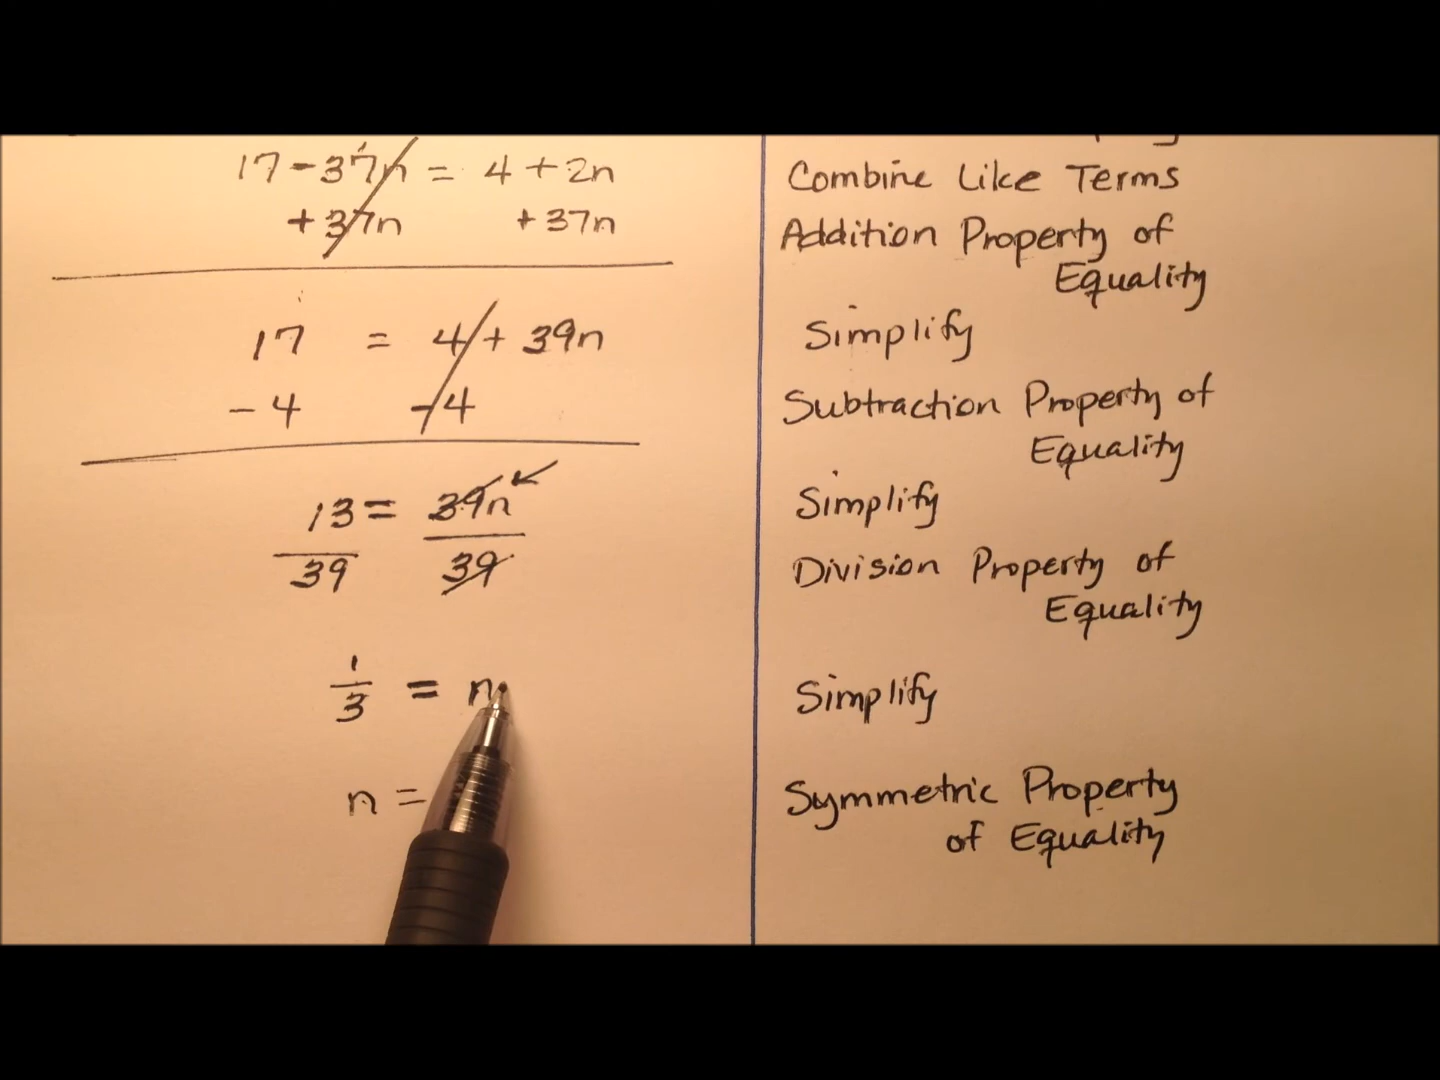 17 - 37n = 4 + 2n
+37n +37n
17 = 4 + 39n
- 4 - 4
13 = 39n
39 39
1
3 = n
n =
Combine Like Terms
Addition Property of
Equality
Simplify
Subtraction Property of
Equality
Simplify
Division Property of
Equality
Simplify
Symmetric Property
of Equality